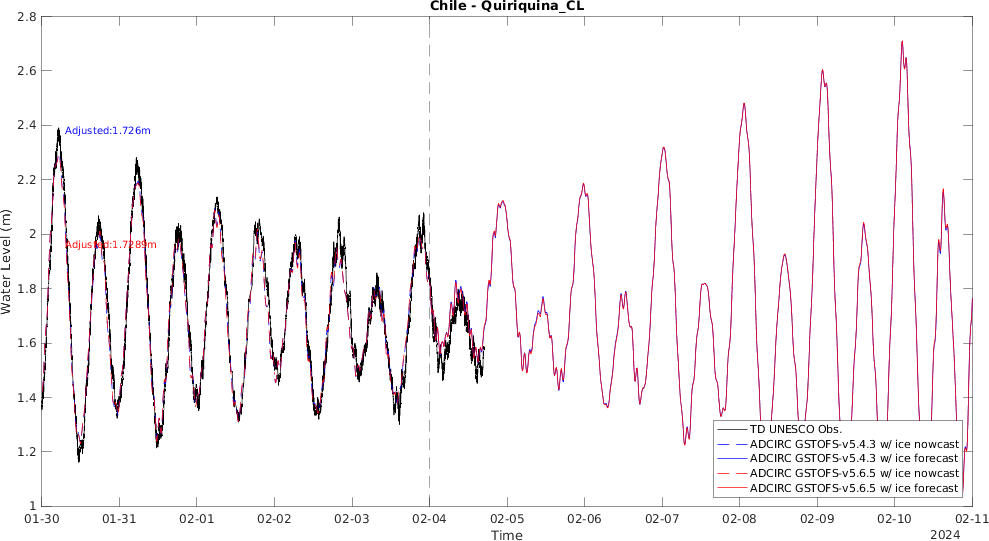 Chile - Quiriquina_CL
2.8
2.6
2.4
2.2
2
1.8
1.6
1.4
1.2
1
Water Level (m)
Adjusted:1.726m
Adjusted:1.7289m
TD UNESCO Obs.
ADCIRC GSTOFS-v5.4.3 w/ ice nowcast
ADCIRC GSTOFS-v5.4.3 w/ ice forecast
ADCIRC GSTOFS-v5.6.5 w/ ice nowcast
ADCIRC GSTOFS-v5.6.5 w/ ice forecast
01-30 01-31 02-01 02-02 02-03 02-04 02-05 02-06 02-07 02-08 02-09 02-10 02-11
Time
2024